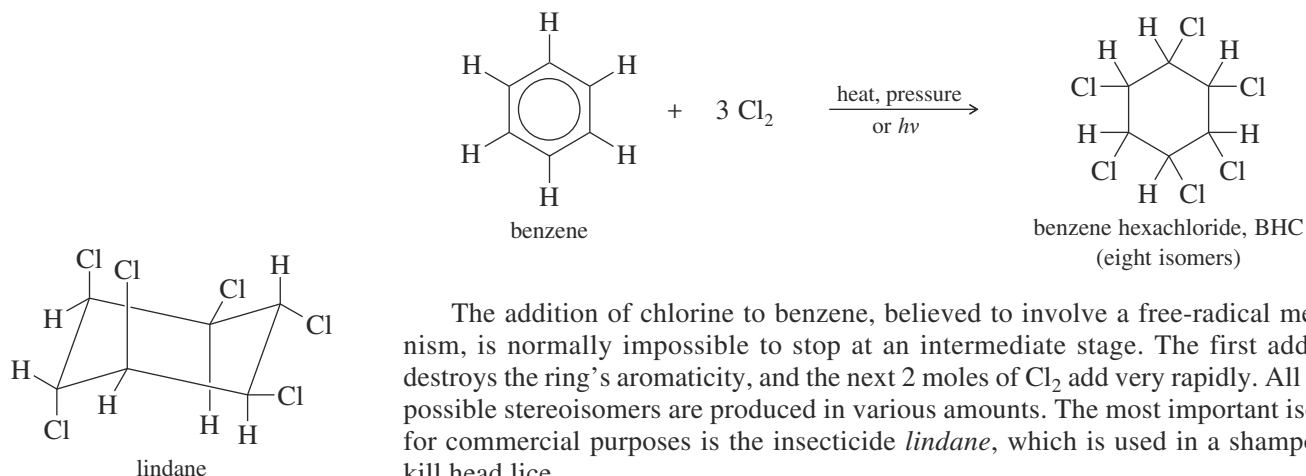 H
H H
H H
H
benzene
+ 3 Cl₂
heat, pressure
or hν
H Cl
H H
Cl Cl
H H
Cl Cl
H Cl
benzene hexachloride, BHC
(eight isomers)
Cl Cl H
Cl
H Cl
H
Cl
H
Cl H H
lindane
The addition of chlorine to benzene, believed to involve a free-radical me
nism, is normally impossible to stop at an intermediate stage. The first add
destroys the ring's aromaticity, and the next 2 moles of Cl₂ add very rapidly. All
possible stereoisomers are produced in various amounts. The most important is
for commercial purposes is the insecticide lindane, which is used in a shampo
kill head lice